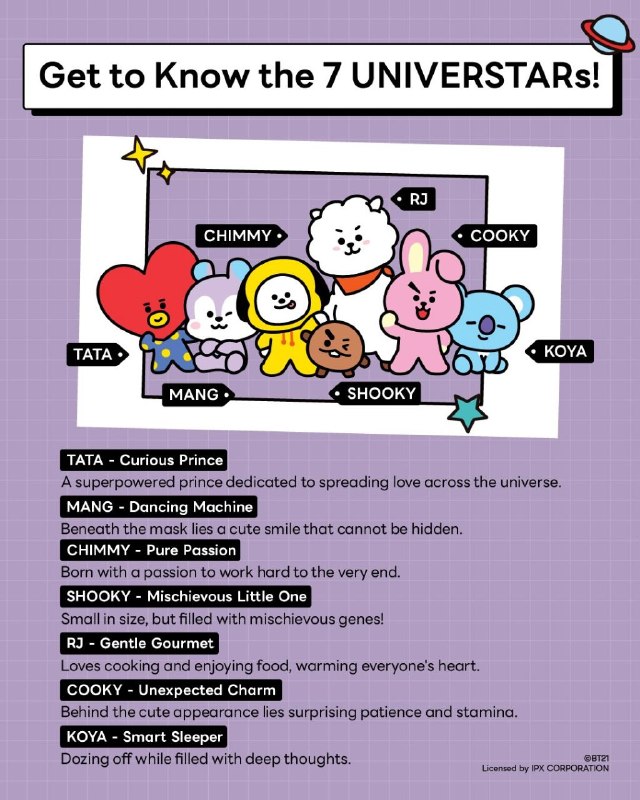 Get to Know the 7 UNIVERSTARs!
RJ
CHIMMY
COOKY
TATA
KOYA
MANG
SHOOKY
TATA - Curious Prince
A superpowered prince dedicated to spreading love across the universe.
MANG - Dancing Machine
Beneath the mask lies a cute smile that cannot be hidden.
CHIMMY - Pure Passion
Born with a passion to work hard to the very end.
SHOOKY - Mischievous Little One
Small in size, but filled with mischievous genes!
RJ - Gentle Gourmet
Loves cooking and enjoying food, warming everyone's heart.
COOKY - Unexpected Charm
Behind the cute appearance lies surprising patience and stamina.
KOYA - Smart Sleeper
Dozing off while filled with deep thoughts.
©BT21
Licensed by IPX CORPORATION